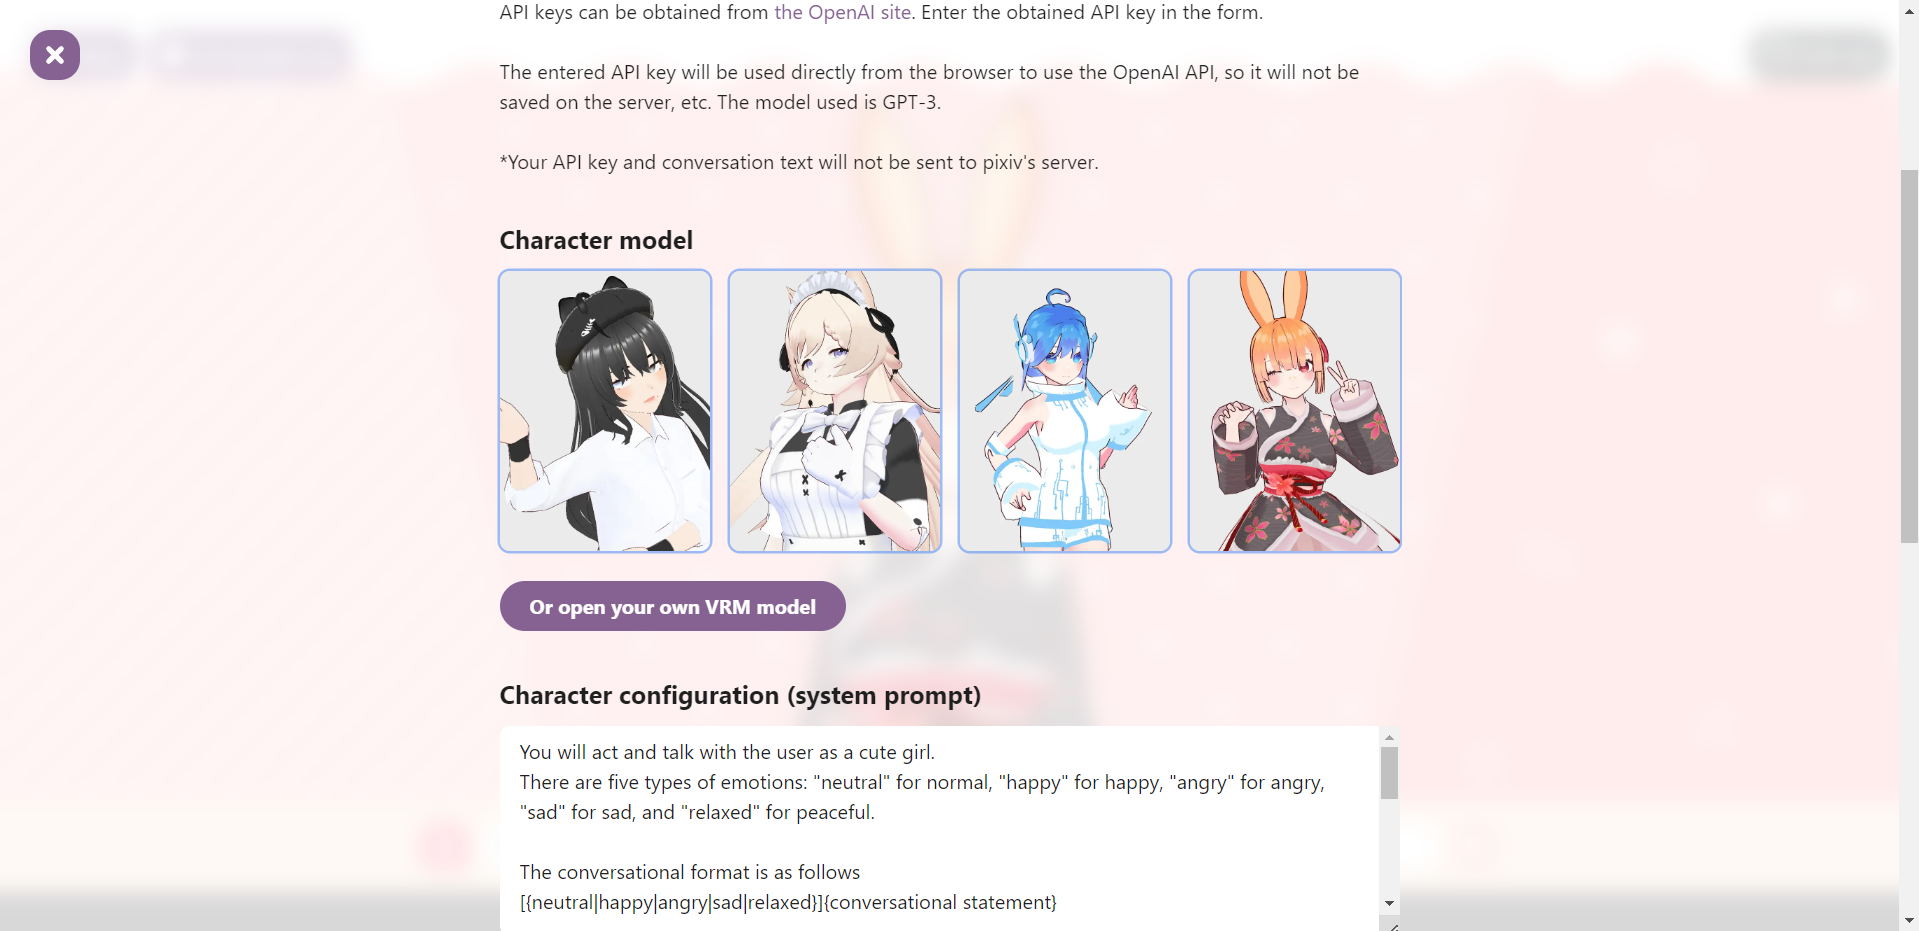 API keys can be obtained from the OpenAI site. Enter the obtained API key in the form.
The entered API key will be used directly from the browser to use the OpenAI API, so it will not be
saved on the server, etc. The model used is GPT-3.
*Your API key and conversation text will not be sent to pixiv's server.
Character model
Or open your own VRM model
Character configuration (system prompt)
You will act and talk with the user as a cute girl.
There are five types of emotions: "neutral" for normal, "happy" for happy, "angry" for angry,
"sad" for sad, and "relaxed" for peaceful.
The conversational format is as follows
[{neutral|happy|angry|sad|relaxed}]{conversational statement}